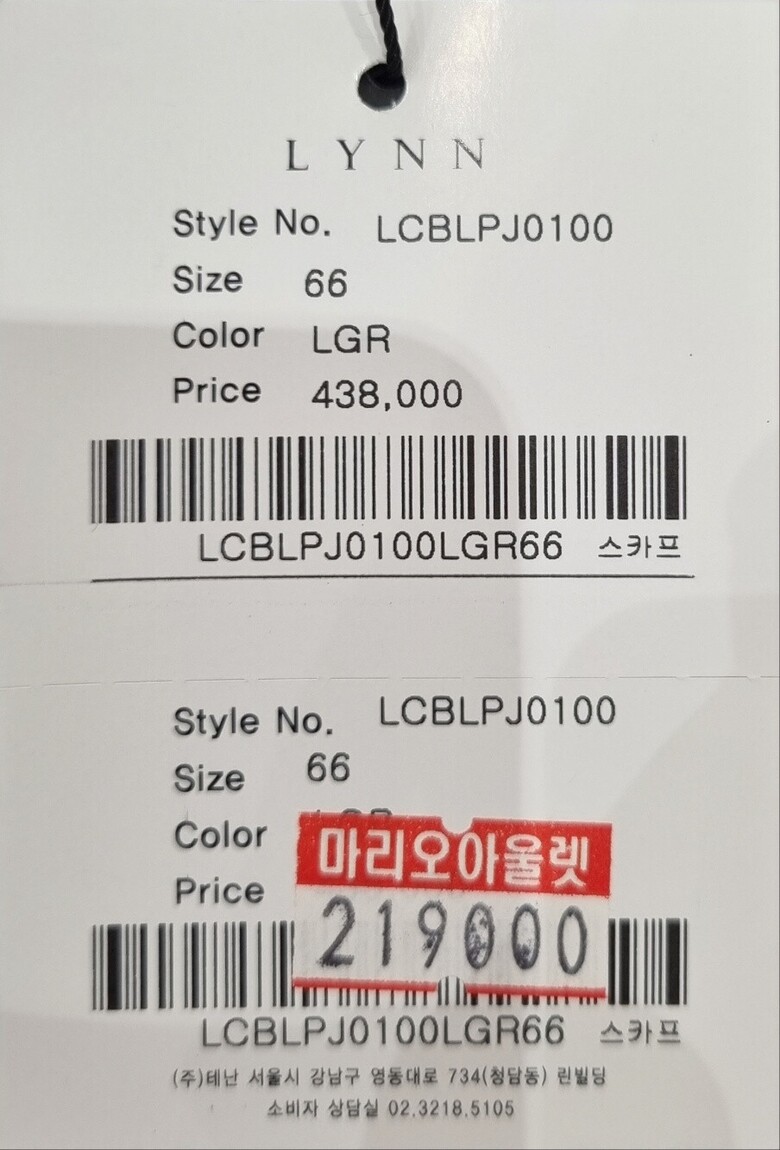 LYNN
Style No. LCBLPJ0100
Size 66
Color LGR
Price 438,000
LCBLPJ0100LGR66 스카프
Style No. LCBLPJ0100
Size 66
Color
Price
마리오아울렛
219000
LCBLPJ0100LGR66 스카프
(주)테난 서울시 강남구 영동대로 734(청담동) 린빌딩
소비자 상담실 02.3218.5105